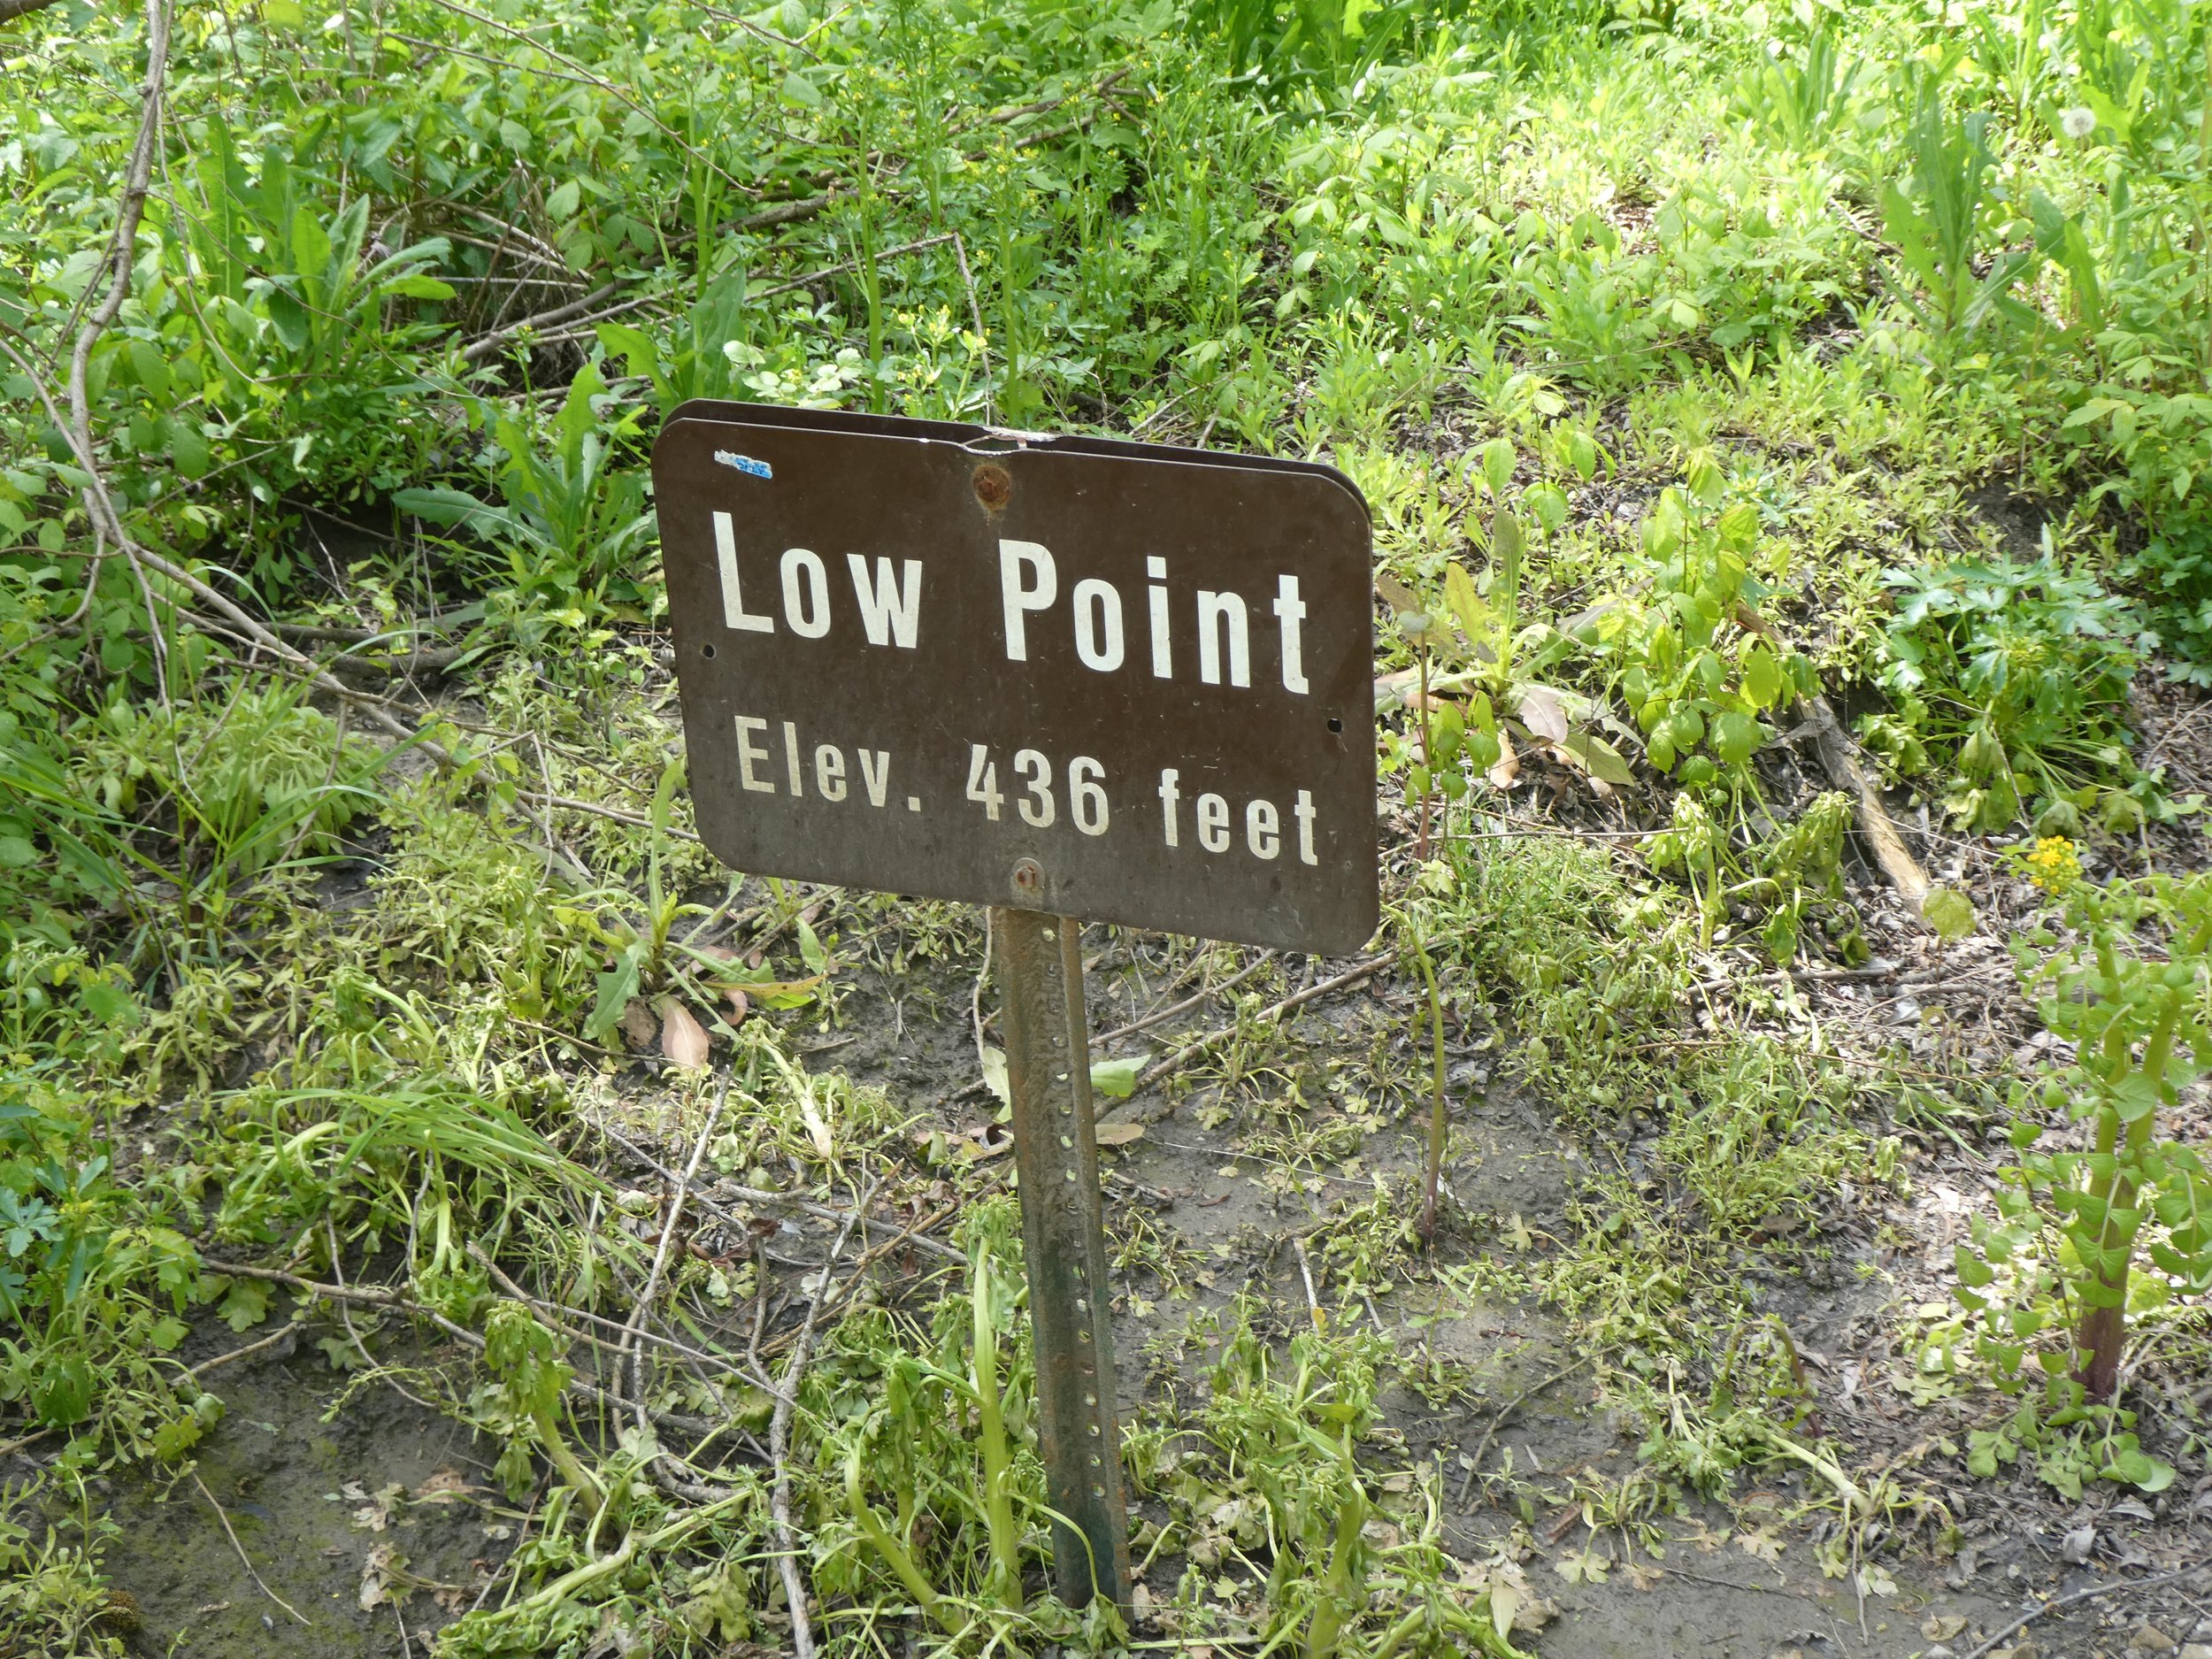 Low Point
Elev. 436 feet